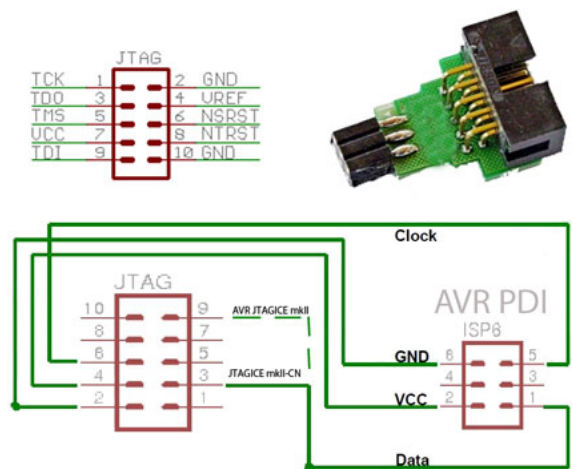 JTAG
TCK 1 2 GND
TDO 3 4 VREF
TMS 5 6 NSRST
VCC 7 8 NTRST
TDI 9 10 GND
Clock
JTAG
10 9 AVR JTAGICE mkII
8 7
6 5
4 3 JTAGICE mkII-CN
2 1
AVR PDI
ISP6
GND 6 5
4 3
VCC 2 1
Data